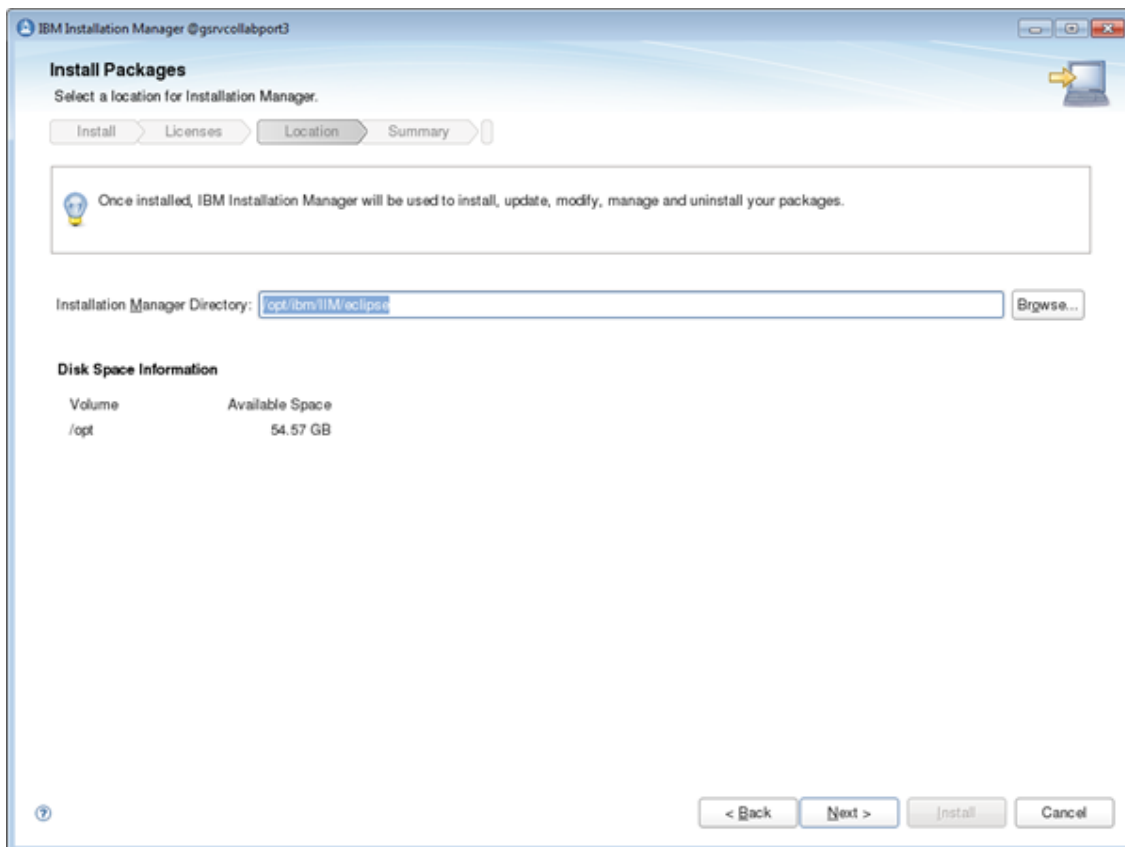 IBM Installation Manager @gsrvcollabport3
Install Packages
Select a location for Installation Manager.
Install Licenses Location Summary
Once installed, IBM Installation Manager will be used to install, update, modify, manage and uninstall your packages.
Installation Manager Directory: /opt/ibm/IIM/eclipse Browse...
Disk Space Information
Volume Available Space
/opt 54.57 GB
? < Back Next > Install Cancel